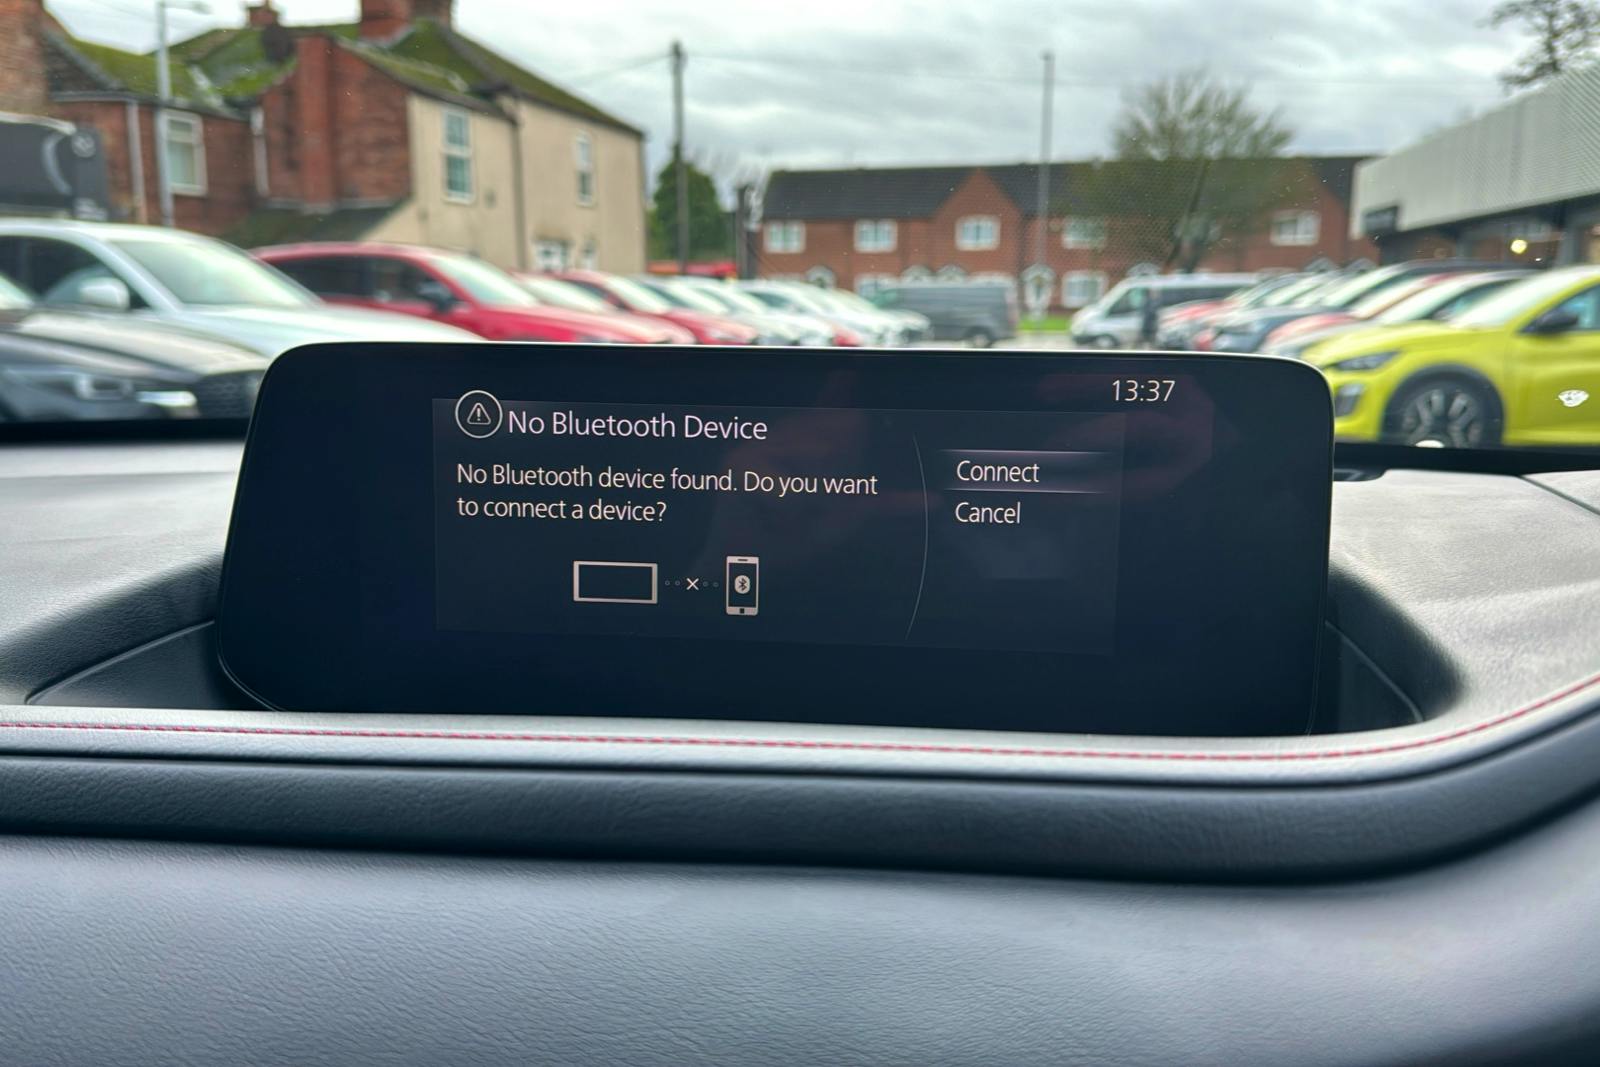 13:37
No Bluetooth Device
No Bluetooth device found. Do you want
to connect a device?
Connect
Cancel